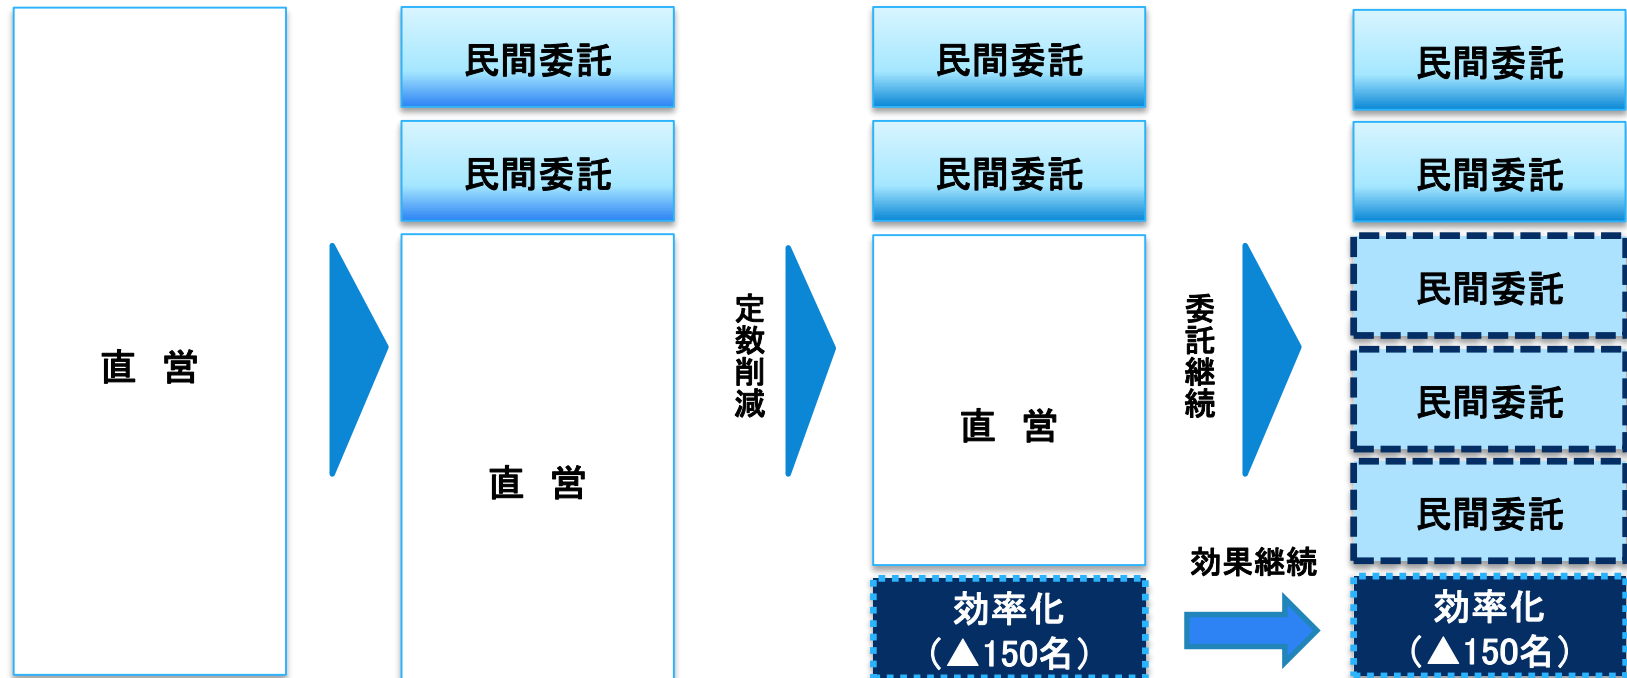 直　営
民間委託
民間委託
直　営
定数削減
民間委託
民間委託
直　営
効率化
（▲150名）
委託継続
効果継続
民間委託
民間委託
民間委託
民間委託
民間委託
効率化
（▲150名）